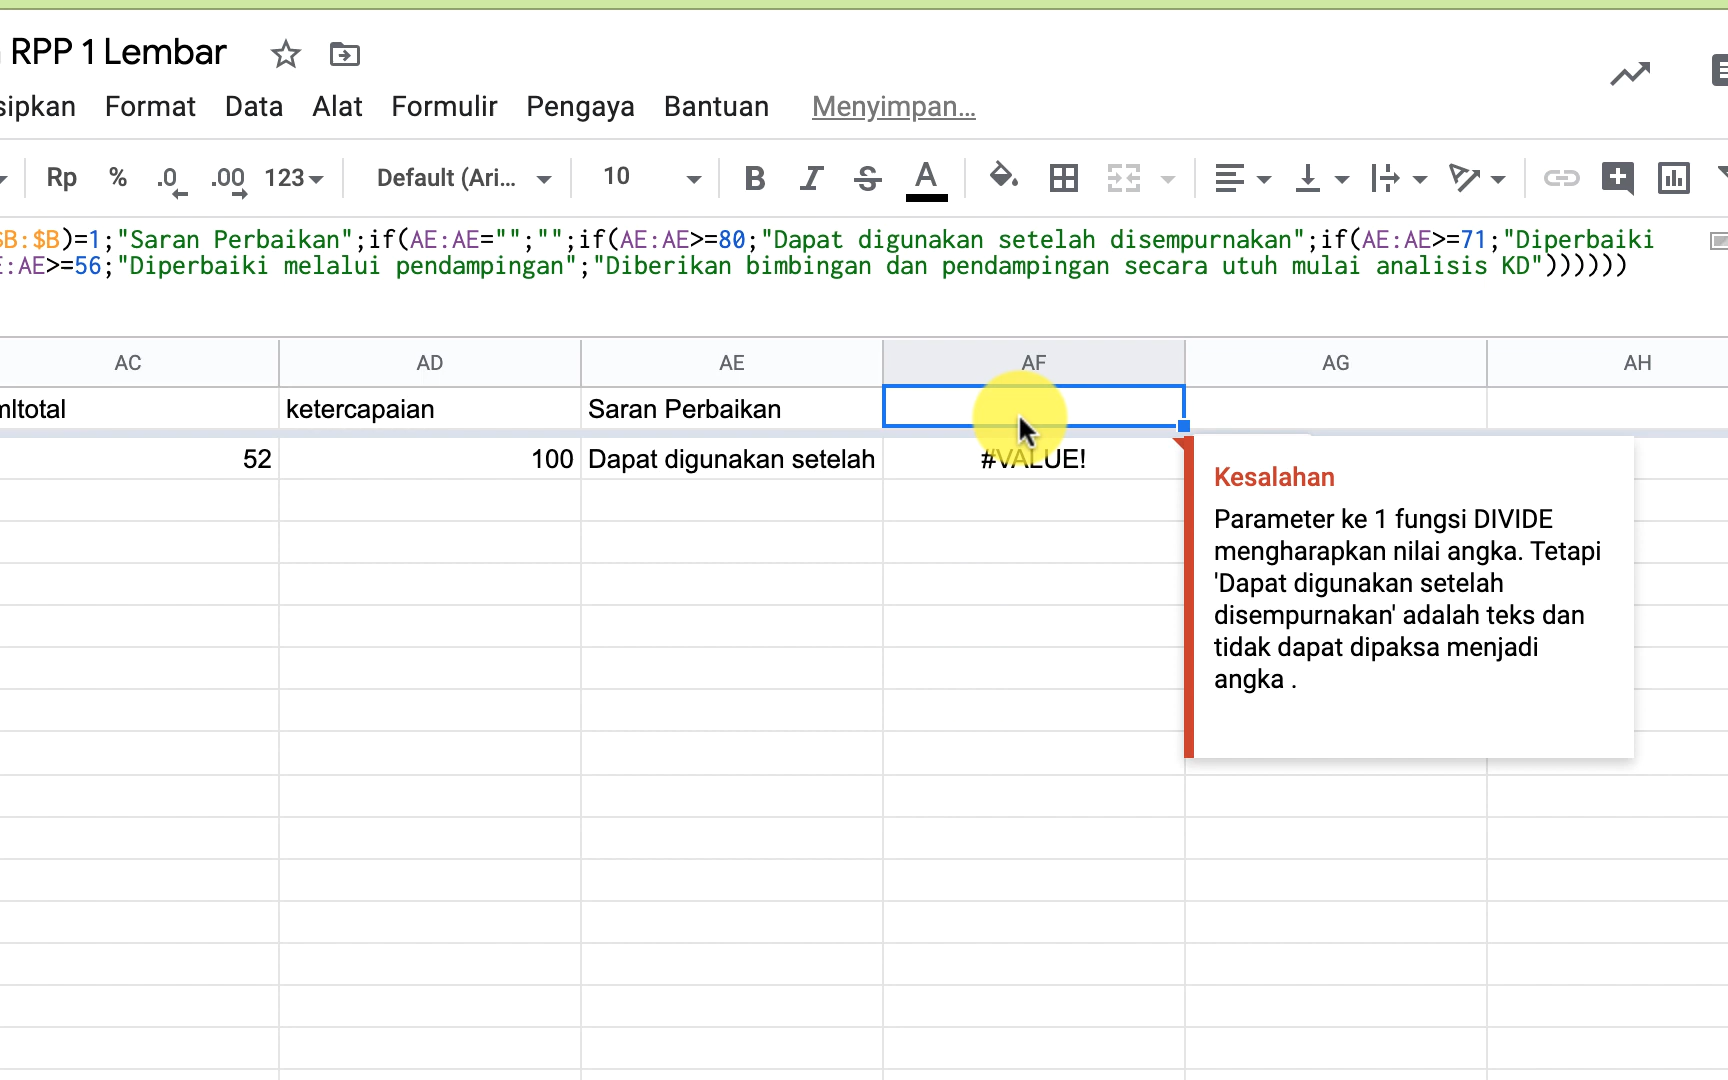 RPP 1 Lembar
sipkan Format Data Alat Formulir Pengaya Bantuan Menyimpan...
Rp % .0 .00 123 Default (Ari... 10 B I S A
$B:$B)=1;"Saran Perbaikan";if(AE:AE="";"";if(AE:AE>=80;"Dapat digunakan setelah disempurnakan";if(AE:AE>=71;"Diperbaiki
:AE>=56;"Diperbaiki melalui pendampingan";"Diberikan bimbingan dan pendampingan secara utuh mulai analisis KD"))))))
AC AD AE AF AG AH
mltotal ketercapaian Saran Perbaikan
52 100 Dapat digunakan setelah #VALUE!
Kesalahan
Parameter ke 1 fungsi DIVIDE
mengharapkan nilai angka. Tetapi
'Dapat digunakan setelah
disempurnakan' adalah teks dan
tidak dapat dipaksa menjadi
angka .